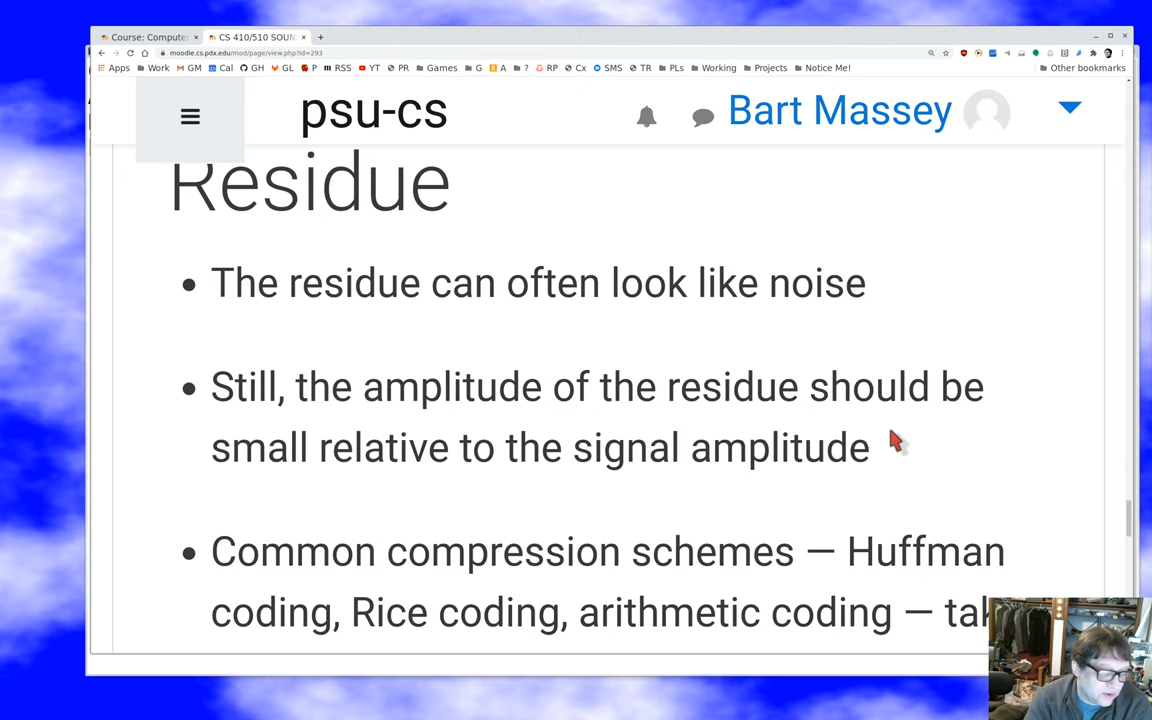 Course: Compute
CS 410/510 SOUN
moodle.cs.pdx.edu/mod/page/view.php?id=293
Apps Work GM Cal GH GL P RSS YT PR Games G A ? RP Cx SMS TR PLs Working Projects Notice Me! Other bookmarks
psu-cs Bart Massey
Residue
• The residue can often look like noise
• Still, the amplitude of the residue should be
small relative to the signal amplitude
• Common compression schemes — Huffman
coding, Rice coding, arithmetic coding — tak